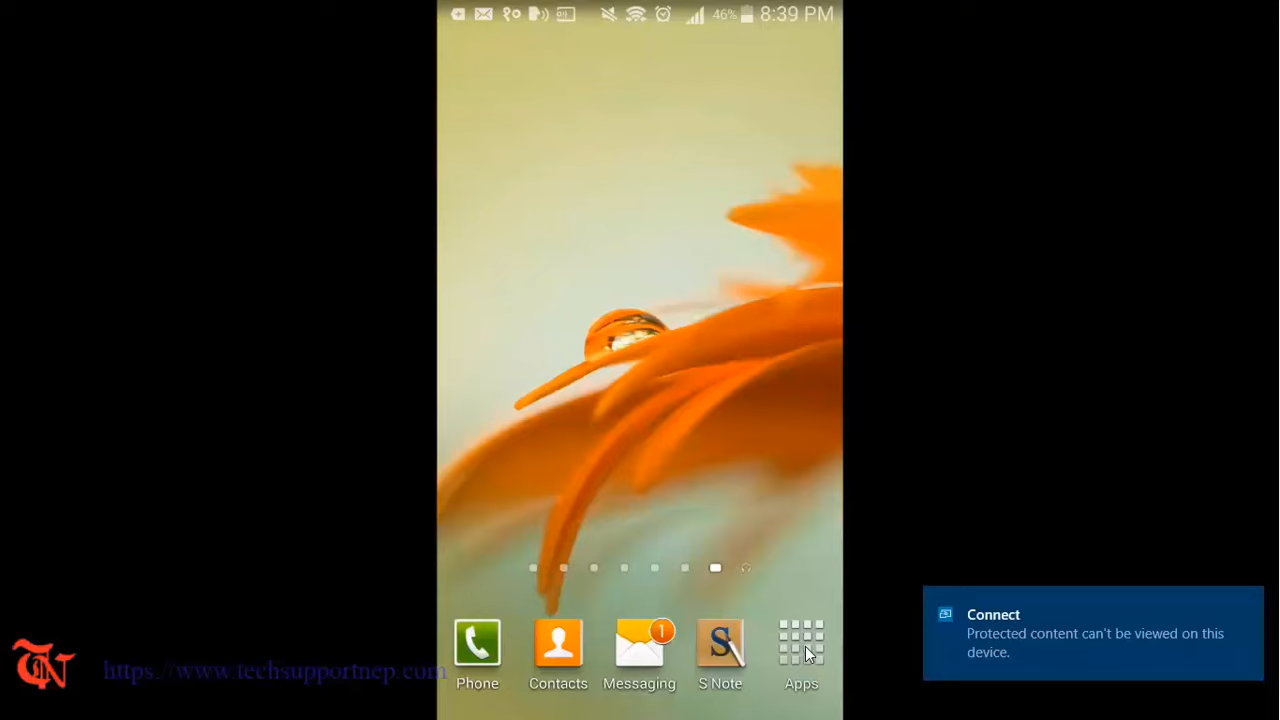 46% 8:39 PM
1
S
Phone Contacts Messaging S Note Apps
https://www.techsupportnep.com
Connect
Protected content can't be viewed on this
device.